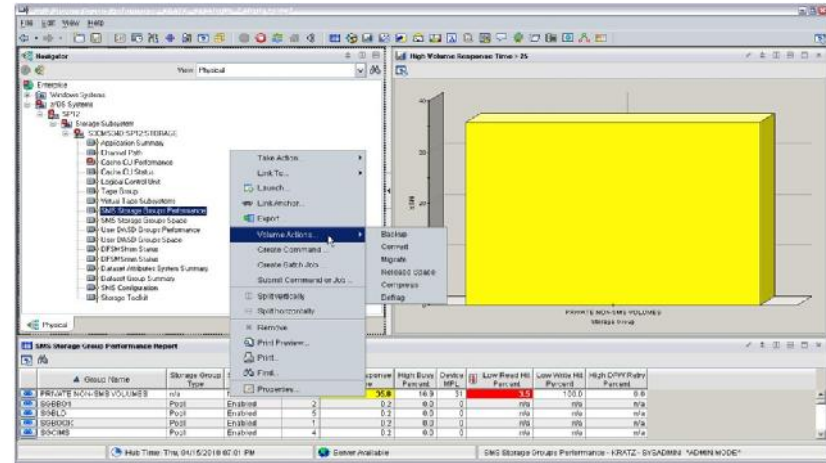 File Edit View Help
Navigator
View: Physical
Enterprise
Windows Systems
z/OS Systems
SP12
Storage Subsystem
Application Summary
Channel Path
Cache CU Performance
Cache CU Status
Logical Control Unit
Tape Group
Virtual Tape Subsystems
SMS Storage Groups Performance
SMS Storage Groups Space
User DASD Groups Performance
User DASD Groups Space
DFSMShsm Status
DFSMSrmm Status
Dataset Attributes System Summary
Dataset Group Summary
SMS Configuration
Storage Toolkit
Physical
Take Action...
Link To...
Launch...
Link Anchor...
Export...
Volume Actions...
Create Command ...
Create Batch Job ...
Submit Command or Job ...
Split Vertically
Split Horizontally
Remove
Print Preview...
Print...
Find...
Properties...
Backup
Convert
Migrate
Release Space
Compress
Defrag
High Volume Response Time > 25
PRIVATE NON-SMS VOLUMES
Storage Group
SMS Storage Group Performance Report
Group Name Storage Group Type High Busy Percent Device MPL Low Read Hit Percent Low Write Hit Percent High DFW Retry Percent
PRIVATE NON-SMS VOLUMES n/a 35.0 16.9 31 3.5 100.0 0.0
SGBBO1 Pool Enabled 2 0.2 0.0 0 n/a n/a n/a
SGBLD Pool Enabled 5 0.2 0.0 0 n/a n/a n/a
SGBOOK Pool Enabled 1 0.2 0.0 0 n/a n/a n/a
SGCIMS Pool Enabled 4 0.2 0.0 0 n/a n/a n/a
Hub Time: Thu, 04/15/2010 07:01 PM Server Available SMS Storage Groups Performance - KRATZ - SYSADMIN *ADMIN MODE*